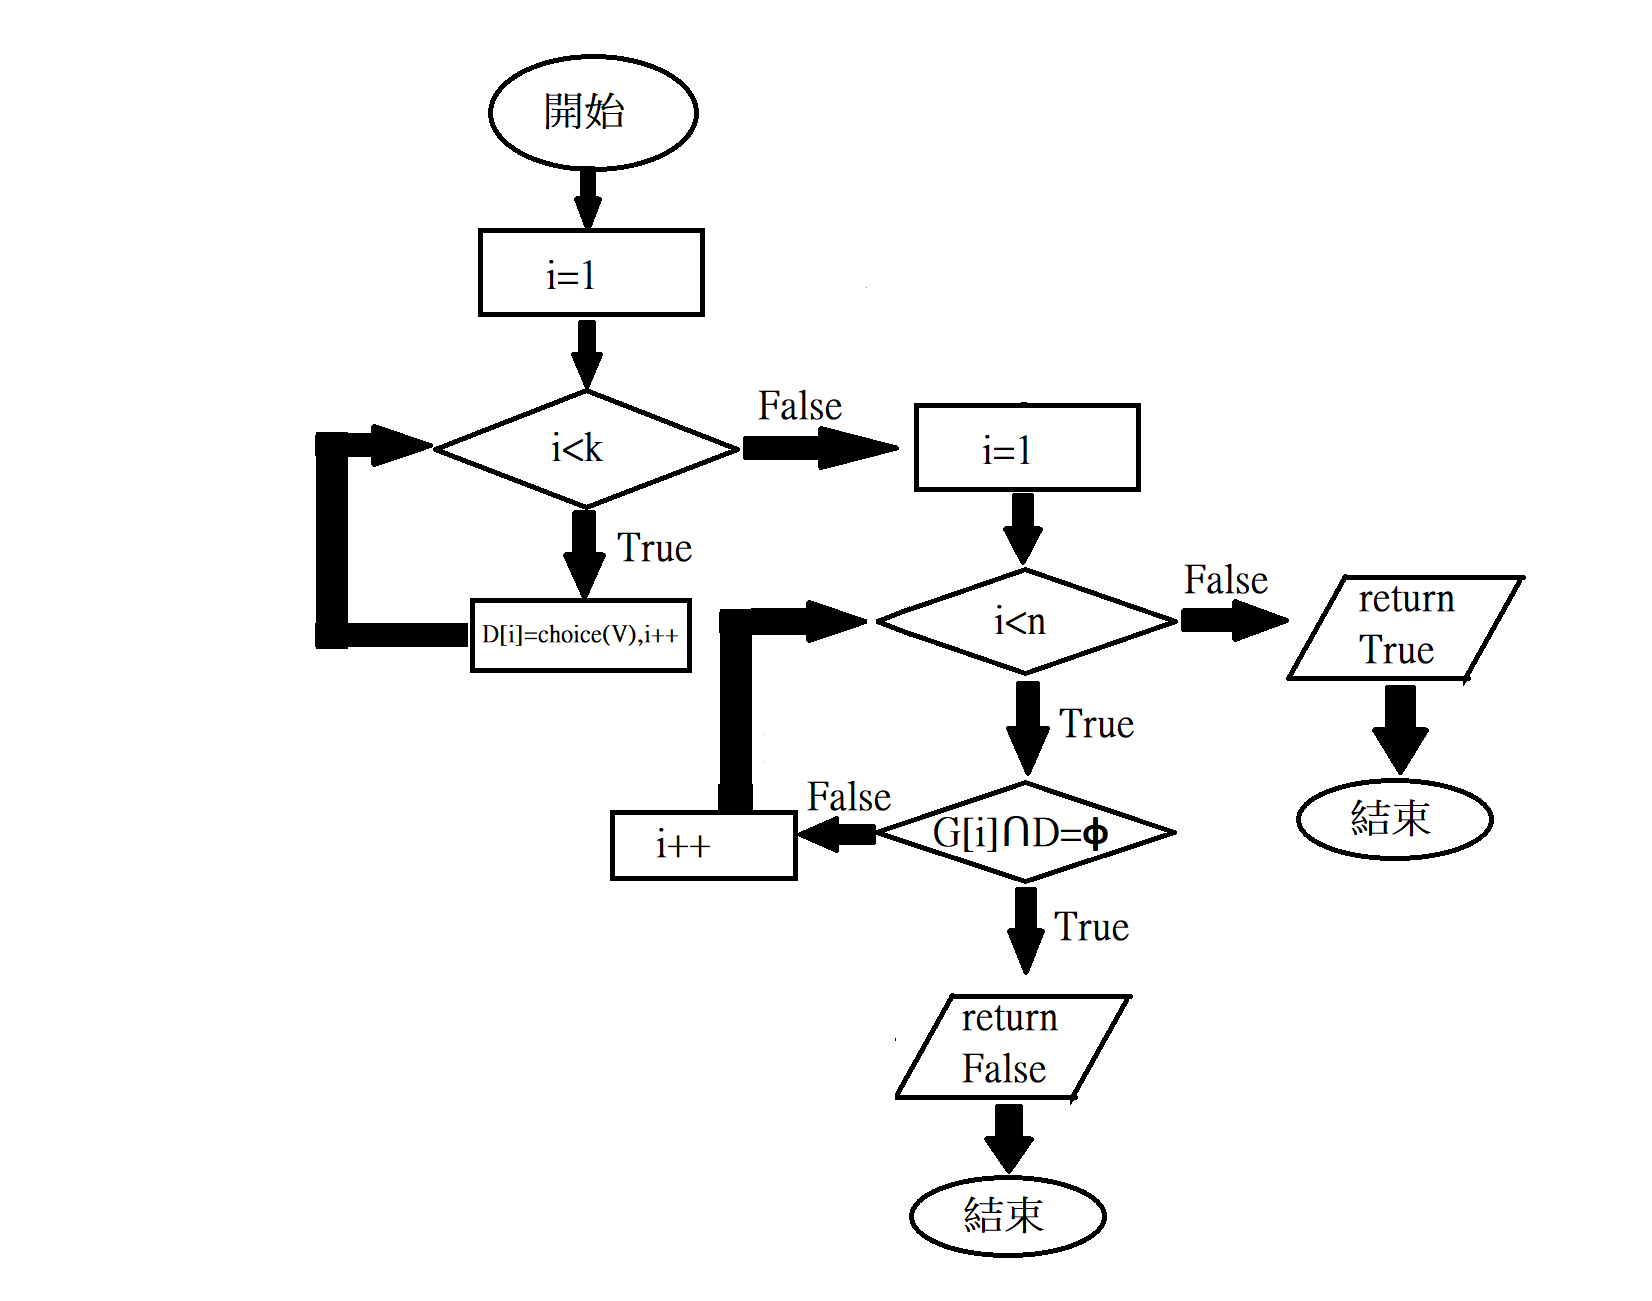 開始
i=1
i<k
False
True
D[i]=choice(V),i++
i=1
i<n
False
return
True
結束
True
G[i]∩D=ϕ
False
i++
True
return
False
結束